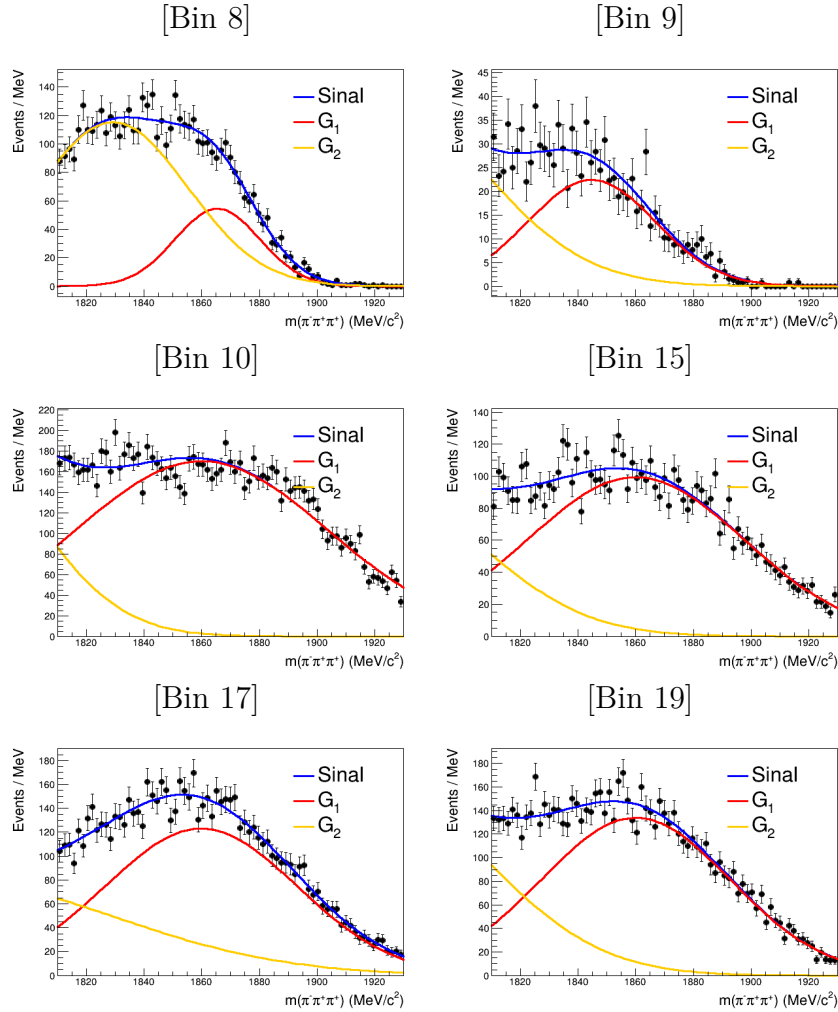 [Bin 8]
Events / MeV
140
120
100
80
60
40
20
0
1820 1840 1860 1880 1900 1920
m(π⁻π⁺π⁺) (MeV/c²)
Sinal
G₁
G₂
[Bin 9]
Events / MeV
45
40
35
30
25
20
15
10
5
0
1820 1840 1860 1880 1900 1920
m(π⁻π⁺π⁺) (MeV/c²)
Sinal
G₁
G₂
[Bin 10]
Events / MeV
220
200
180
160
140
120
100
80
60
40
20
0
1820 1840 1860 1880 1900 1920
m(π⁻π⁺π⁺) (MeV/c²)
Sinal
G₁
G₂
[Bin 15]
Events / MeV
140
120
100
80
60
40
20
0
1820 1840 1860 1880 1900 1920
m(π⁻π⁺π⁺) (MeV/c²)
Sinal
G₁
G₂
[Bin 17]
Events / MeV
180
160
140
120
100
80
60
40
20
0
1820 1840 1860 1880 1900 1920
m(π⁻π⁺π⁺) (MeV/c²)
Sinal
G₁
G₂
[Bin 19]
Events / MeV
180
160
140
120
100
80
60
40
20
0
1820 1840 1860 1880 1900 1920
m(π⁻π⁺π⁺) (MeV/c²)
Sinal
G₁
G₂